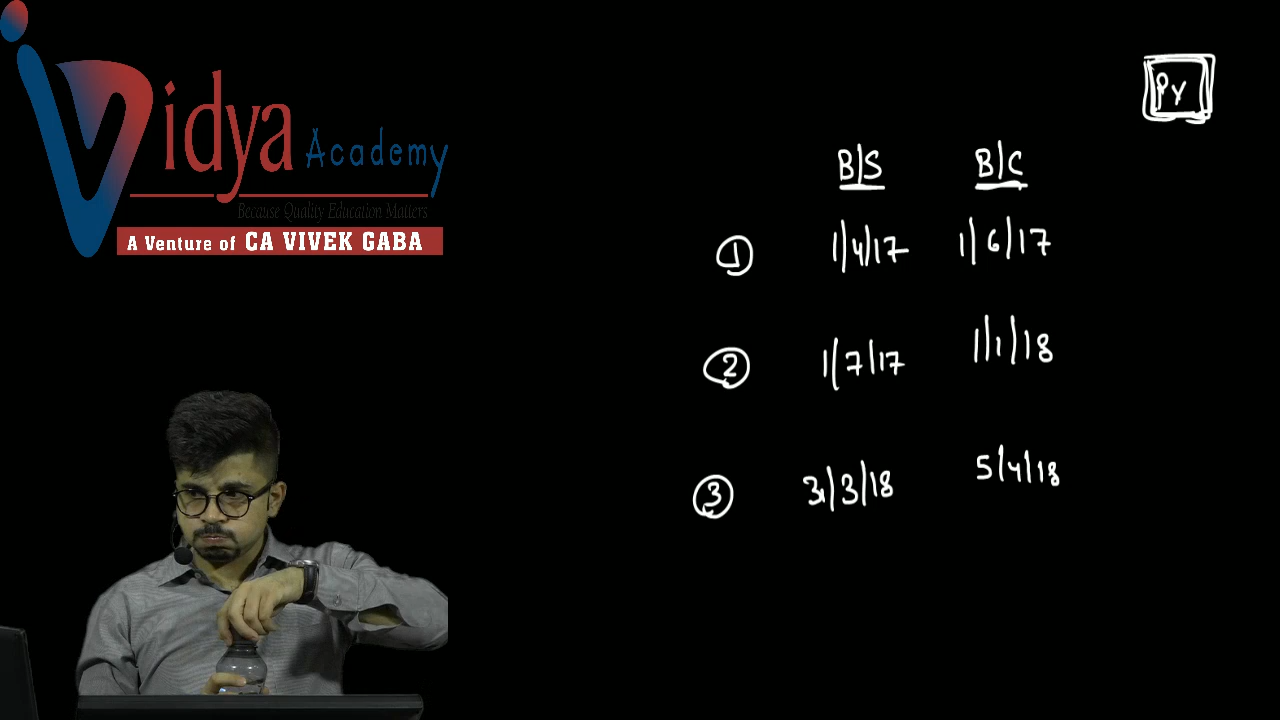 Vidya Academy
Because Quality Education Matters
A Venture of CA VIVEK GABA
PY
B/S B/C
1 1/4/17 1/6/17
2 1/7/17 1/1/18
3 31/3/18 5/4/18